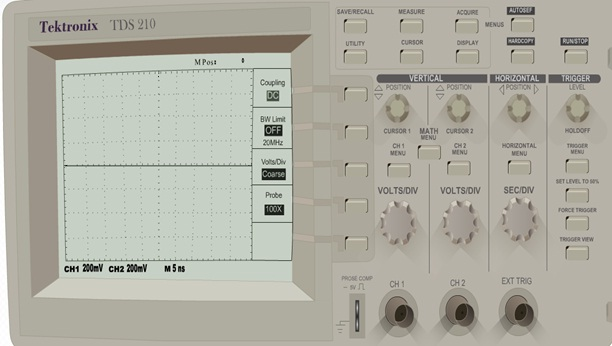 Tektronix TDS 210
M Pos: 0
Coupling
DC
BW Limit
OFF
20MHz
Volts/Div
Coarse
Probe
100X
CH1 200mV CH2 200mV M 5 ns
SAVE/RECALL MEASURE ACQUIRE AUTOSET
MENUS
UTILITY CURSOR DISPLAY HARDCOPY RUN/STOP
VERTICAL HORIZONTAL TRIGGER
POSITION POSITION POSITION LEVEL
CURSOR 1 MATH MENU CURSOR 2 HOLDOFF
CH 1 MENU CH 2 MENU HORIZONTAL MENU TRIGGER MENU
VOLTS/DIV VOLTS/DIV SEC/DIV SET LEVEL TO 50%
FORCE TRIGGER
TRIGGER VIEW
PROBE COMP
~ 5V
CH 1 CH 2 EXT TRIG